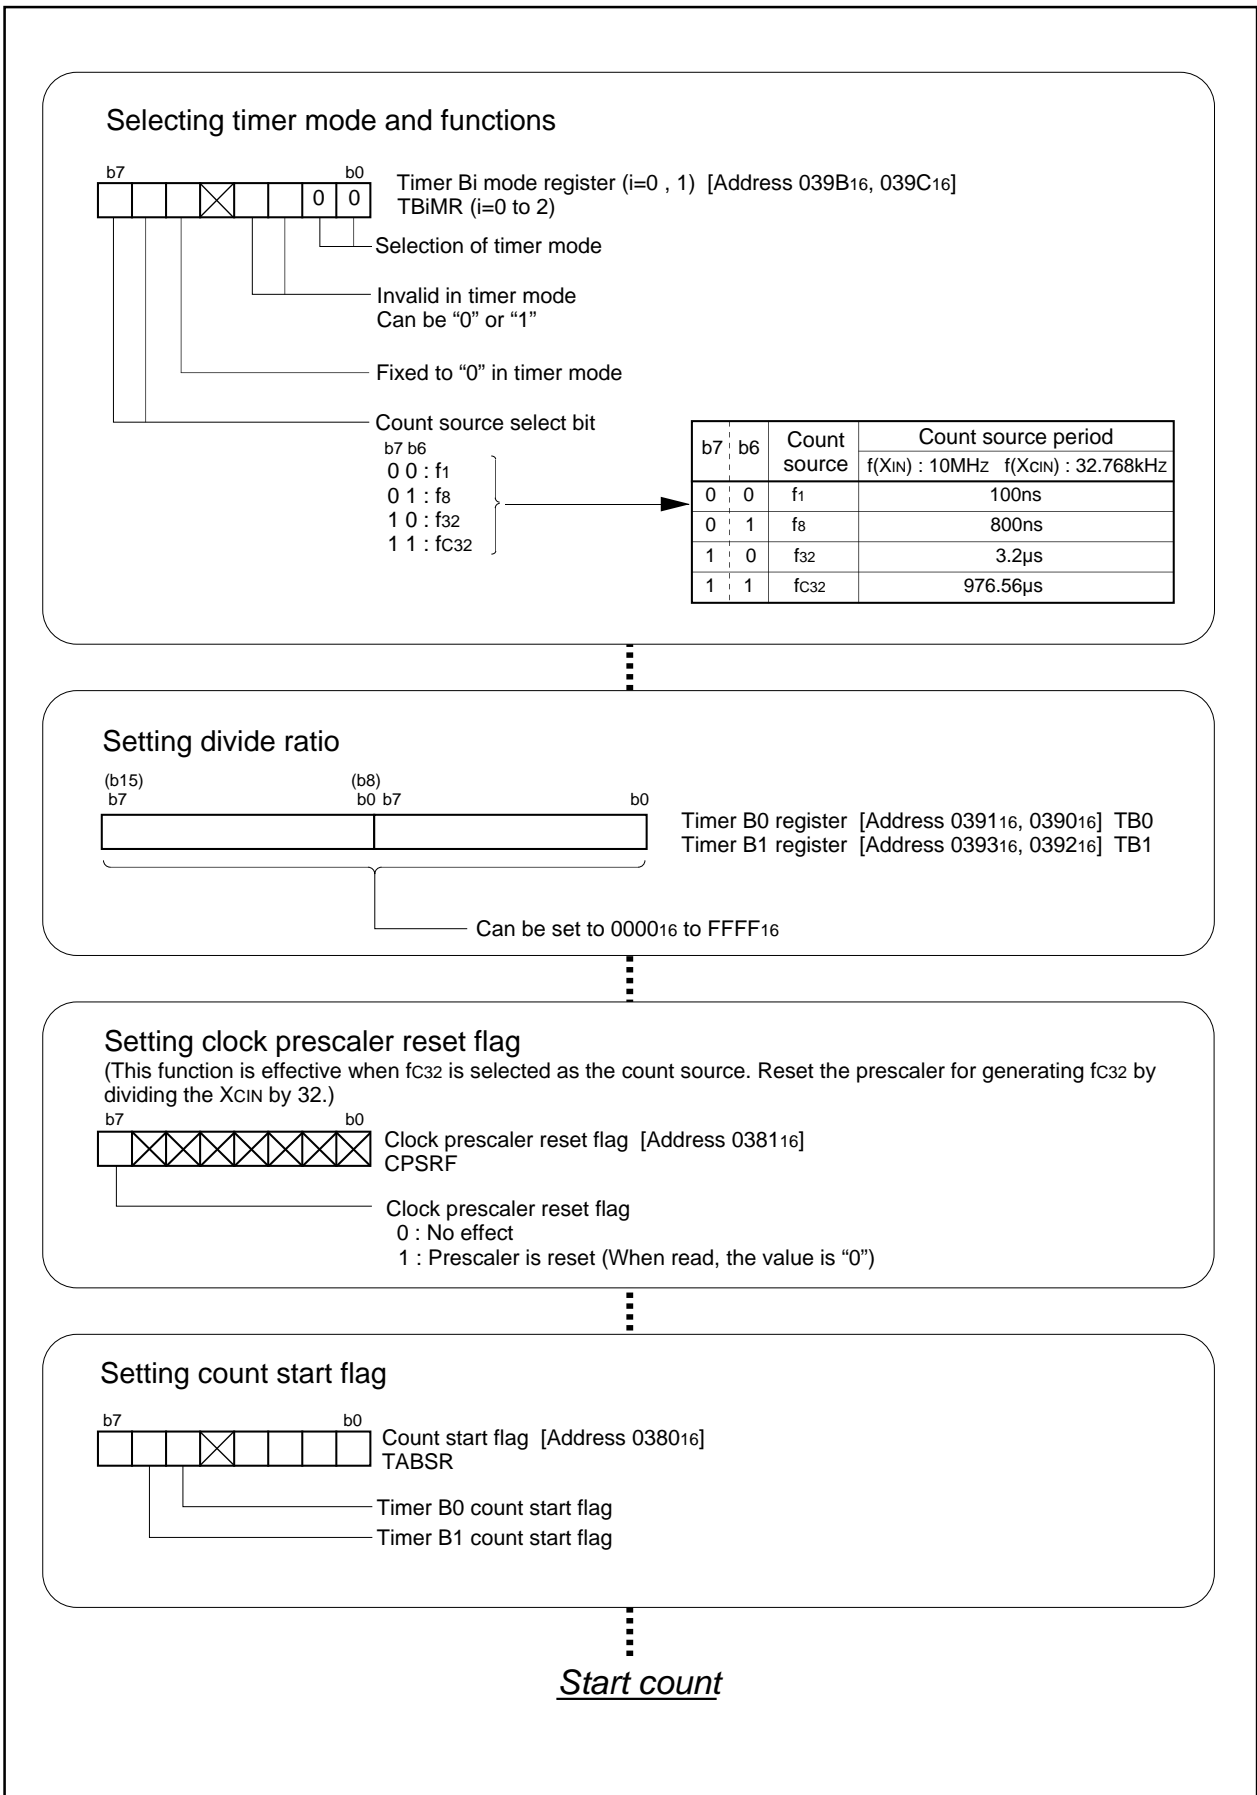 Selecting timer mode and functions
b7 b0
0 0
Timer Bi mode register (i=0 , 1) [Address 039B16, 039C16]
TBiMR (i=0 to 2)
Selection of timer mode
Invalid in timer mode
Can be “0” or “1”
Fixed to “0” in timer mode
Count source select bit
b7 b6
0 0 : f1
0 1 : f8
1 0 : f32
1 1 : fC32
b7 b6 Count source Count source period
f(XIN) : 10MHz f(XCIN) : 32.768kHz
0 0 f1 100ns
0 1 f8 800ns
1 0 f32 3.2µs
1 1 fC32 976.56µs
Setting divide ratio
(b15) (b8)
b7 b0 b7 b0
Timer B0 register [Address 039116, 039016] TB0
Timer B1 register [Address 039316, 039216] TB1
Can be set to 000016 to FFFF16
Setting clock prescaler reset flag
(This function is effective when fC32 is selected as the count source. Reset the prescaler for generating fC32 by
dividing the XCIN by 32.)
b7 b0
Clock prescaler reset flag [Address 038116]
CPSRF
Clock prescaler reset flag
0 : No effect
1 : Prescaler is reset (When read, the value is “0”)
Setting count start flag
b7 b0
Count start flag [Address 038016]
TABSR
Timer B0 count start flag
Timer B1 count start flag
Start count